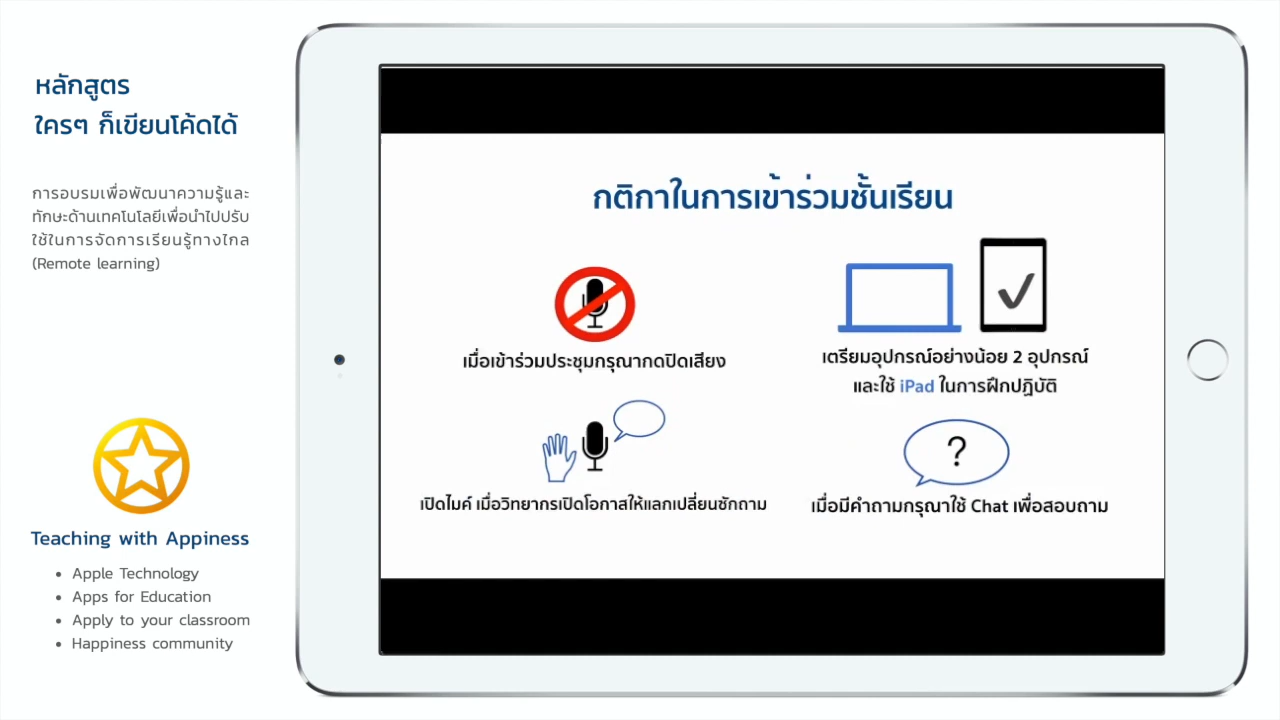 หลักสูตร
ใครๆ ก็เขียนโค้ดได้
การอบรมเพื่อพัฒนาความรู้และ
ทักษะด้านเทคโนโลยีเพื่อนำไปปรับ
ใช้ในการจัดการเรียนรู้ทางไกล
(Remote learning)
Teaching with Appiness
• Apple Technology
• Apps for Education
• Apply to your classroom
• Happiness community
กติกาในการเข้าร่วมชั้นเรียน
เมื่อเข้าร่วมประชุมกรุณากดปิดเสียง
เตรียมอุปกรณ์อย่างน้อย 2 อุปกรณ์
และใช้ iPad ในการฝึกปฏิบัติ
เปิดไมค์ เมื่อวิทยากรเปิดโอกาสให้แลกเปลี่ยนซักถาม
?
เมื่อมีคำถามกรุณาใช้ Chat เพื่อสอบถาม